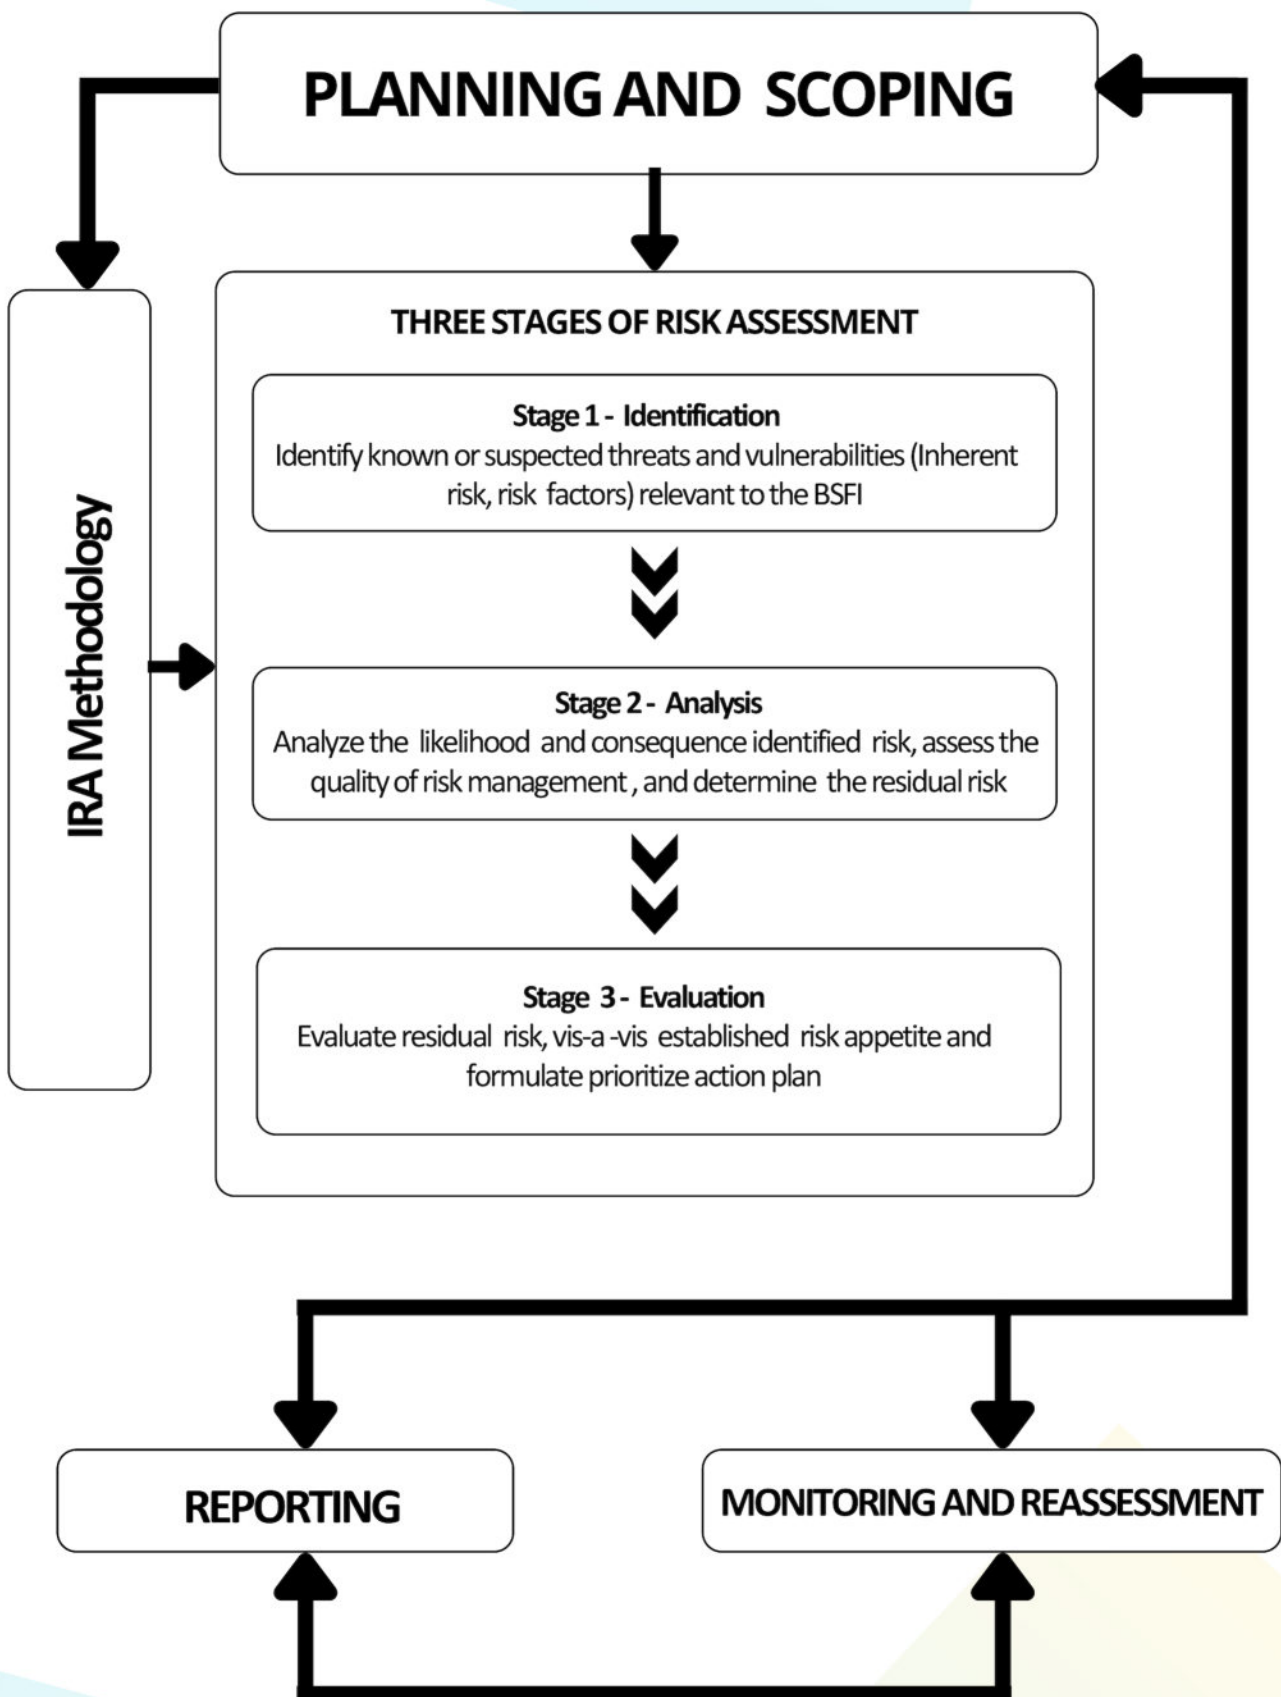 PLANNING AND SCOPING
THREE STAGES OF RISK ASSESSMENT
Stage 1 - Identification
Identify known or suspected threats and vulnerabilities (Inherent
risk, risk factors) relevant to the BSFI
IRA Methodology
Stage 2 - Analysis
Analyze the likelihood and consequence identified risk, assess the
quality of risk management , and determine the residual risk
Stage 3 - Evaluation
Evaluate residual risk, vis-a -vis established risk appetite and
formulate prioritize action plan
REPORTING
MONITORING AND REASSESSMENT